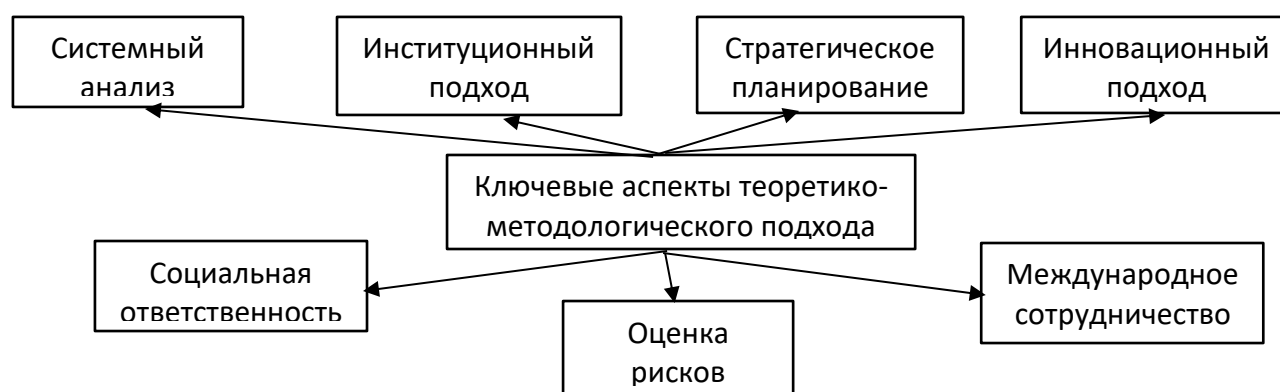 Системный
анализ
Институционный
подход
Стратегическое
планирование
Инновационный
подход
Ключевые аспекты теоретико-
методологического подхода
Социальная
ответственность
Оценка
рисков
Международное
сотрудничество